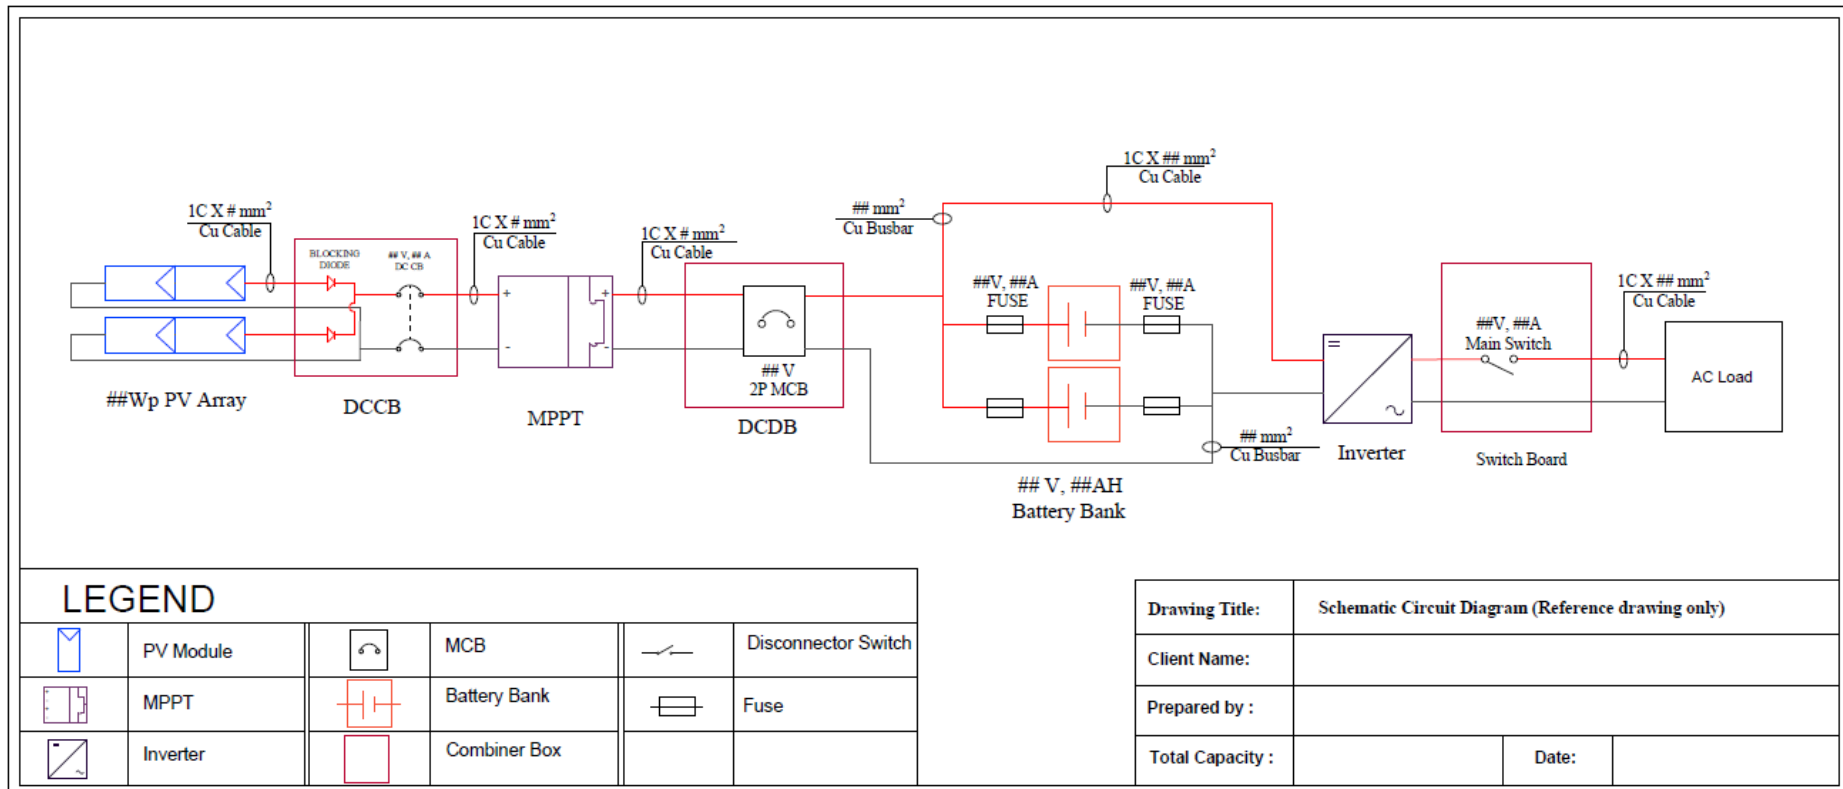 1C X ## mm²
Cu Cable
## mm²
Cu Busbar
1C X # mm²
Cu Cable
1C X # mm²
Cu Cable
1C X # mm²
Cu Cable
BLOCKING
DIODE
## V, ## A
DC CB
+
-
+
-
## V
2P MCB
##V, ##A
FUSE
##V, ##A
FUSE
=
~
##V, ##A
Main Switch
1C X ## mm²
Cu Cable
AC Load
##Wp PV Array
DCCB
MPPT
DCDB
## mm²
Cu Busbar
Inverter
Switch Board
## V, ##AH
Battery Bank
LEGEND
PV Module
MCB
Disconnector Switch
MPPT
Battery Bank
Fuse
Inverter
Combiner Box
Drawing Title:
Schematic Circuit Diagram (Reference drawing only)
Client Name:
Prepared by :
Total Capacity :
Date: